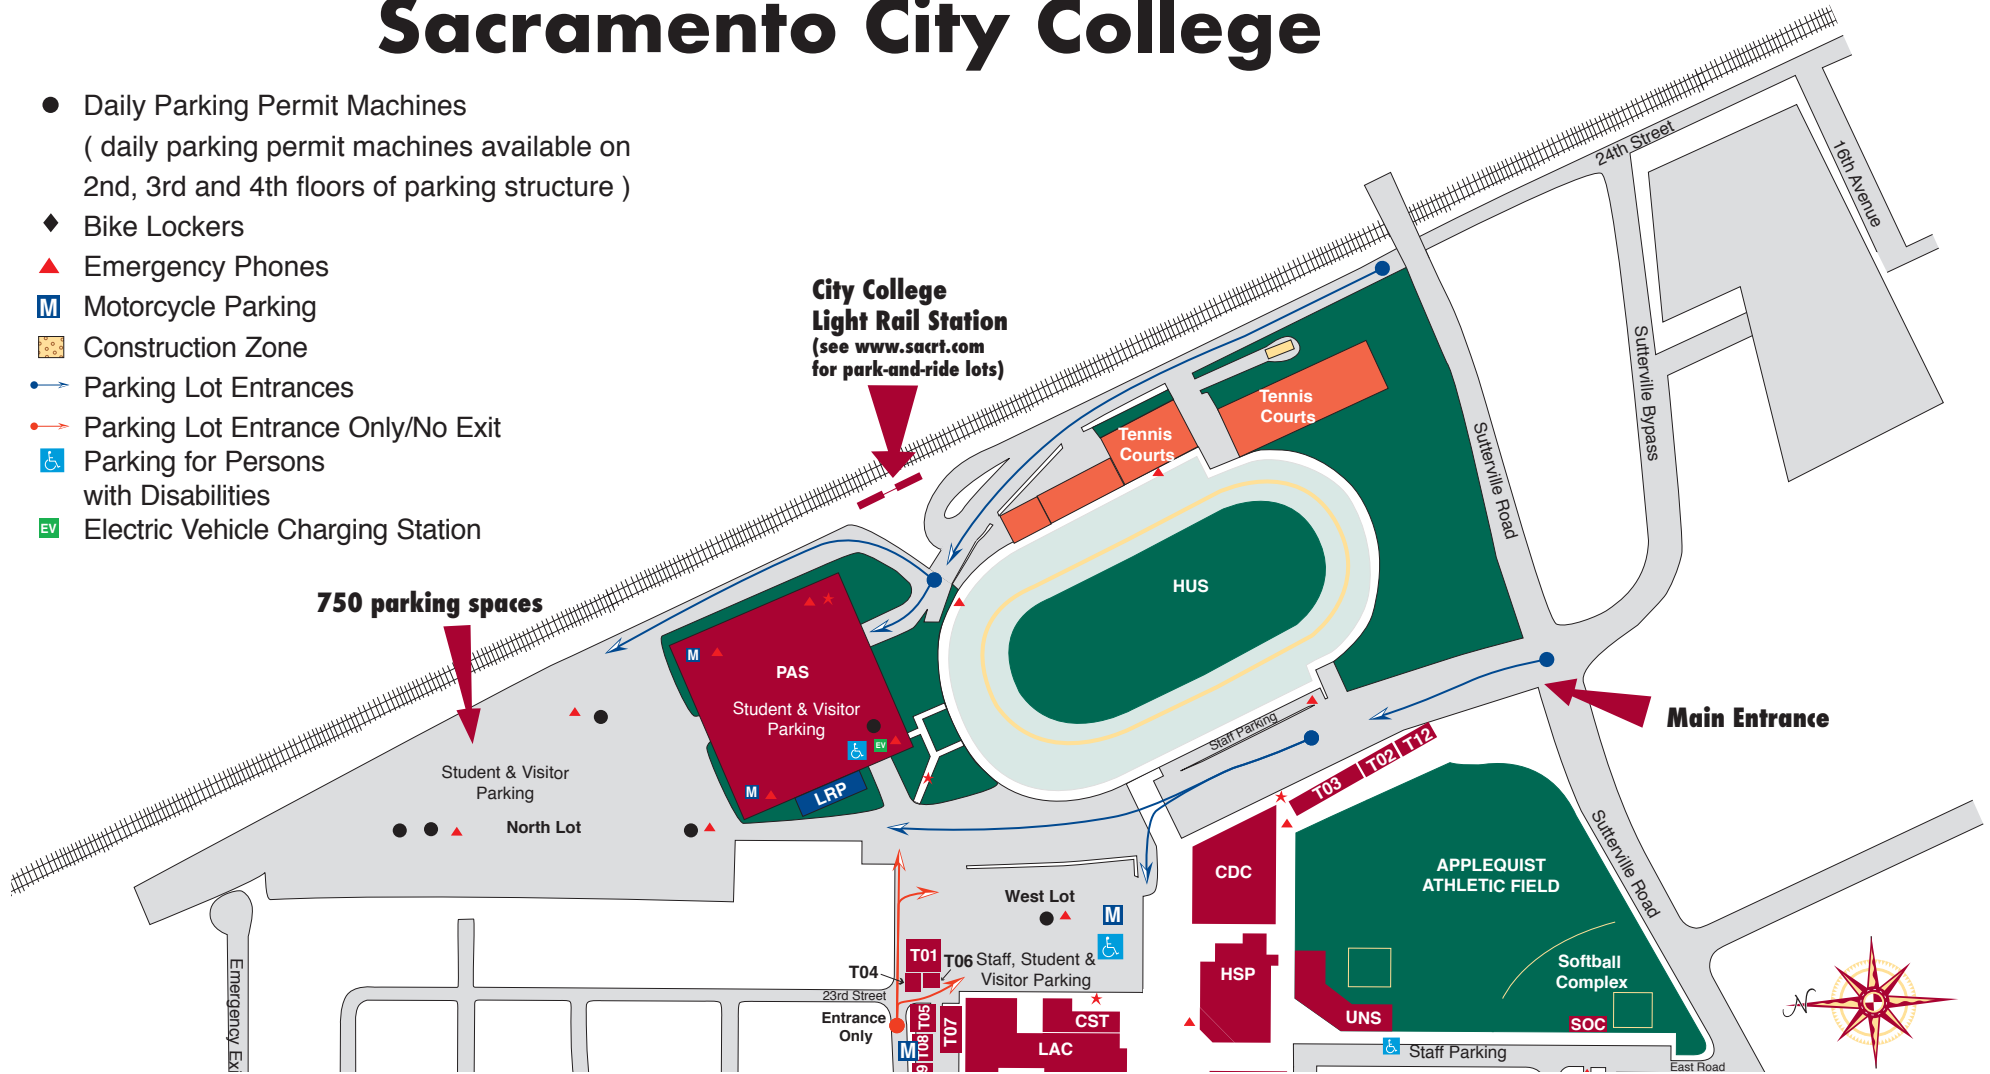 Sacramento City College
Daily Parking Permit Machines
( daily parking permit machines available on
2nd, 3rd and 4th floors of parking structure )
Bike Lockers
Emergency Phones
M Motorcycle Parking
Construction Zone
Parking Lot Entrances
Parking Lot Entrance Only/No Exit
Parking for Persons
with Disabilities
EV Electric Vehicle Charging Station
24th Street
16th Avenue
City College
Light Rail Station
(see www.sacrt.com
for park-and-ride lots)
Sutterville Bypass
Sutterville Road
Tennis
Courts
Tennis
Courts
HUS
750 parking spaces
M
PAS
Student & Visitor
Parking
EV
M
LRP
Staff Parking
Main Entrance
T03
T02
T12
Student & Visitor
Parking
North Lot
Sutterville Road
CDC
APPLEQUIST
ATHLETIC FIELD
West Lot
M
T01
T06
Staff, Student &
Visitor Parking
T04
23rd Street
Entrance
Only
Emergency Exi
T05
T07
T08
M
9
CST
LAC
HSP
UNS
Softball
Complex
SOC
Staff Parking
East Road
N